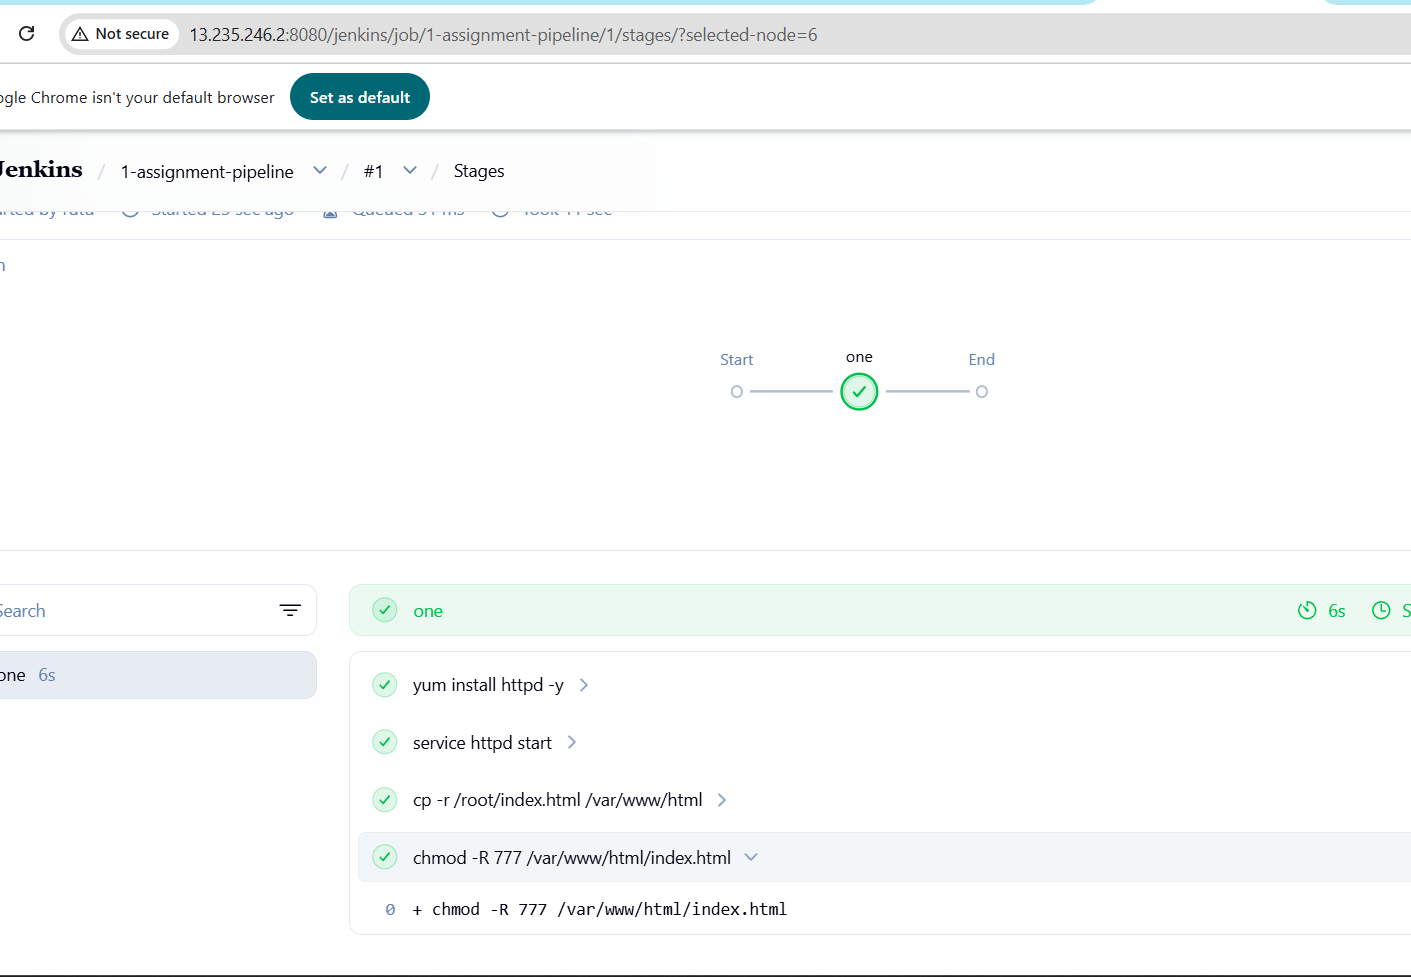 Not secure 13.235.246.2:8080/jenkins/job/1-assignment-pipeline/1/stages/?selected-node=6
Chrome isn't your default browser Set as default
Jenkins / 1-assignment-pipeline / #1 / Stages
Start
one
End
Search
one 6s
one 6s
yum install httpd -y
service httpd start
cp -r /root/index.html /var/www/html
chmod -R 777 /var/www/html/index.html
0 + chmod -R 777 /var/www/html/index.html